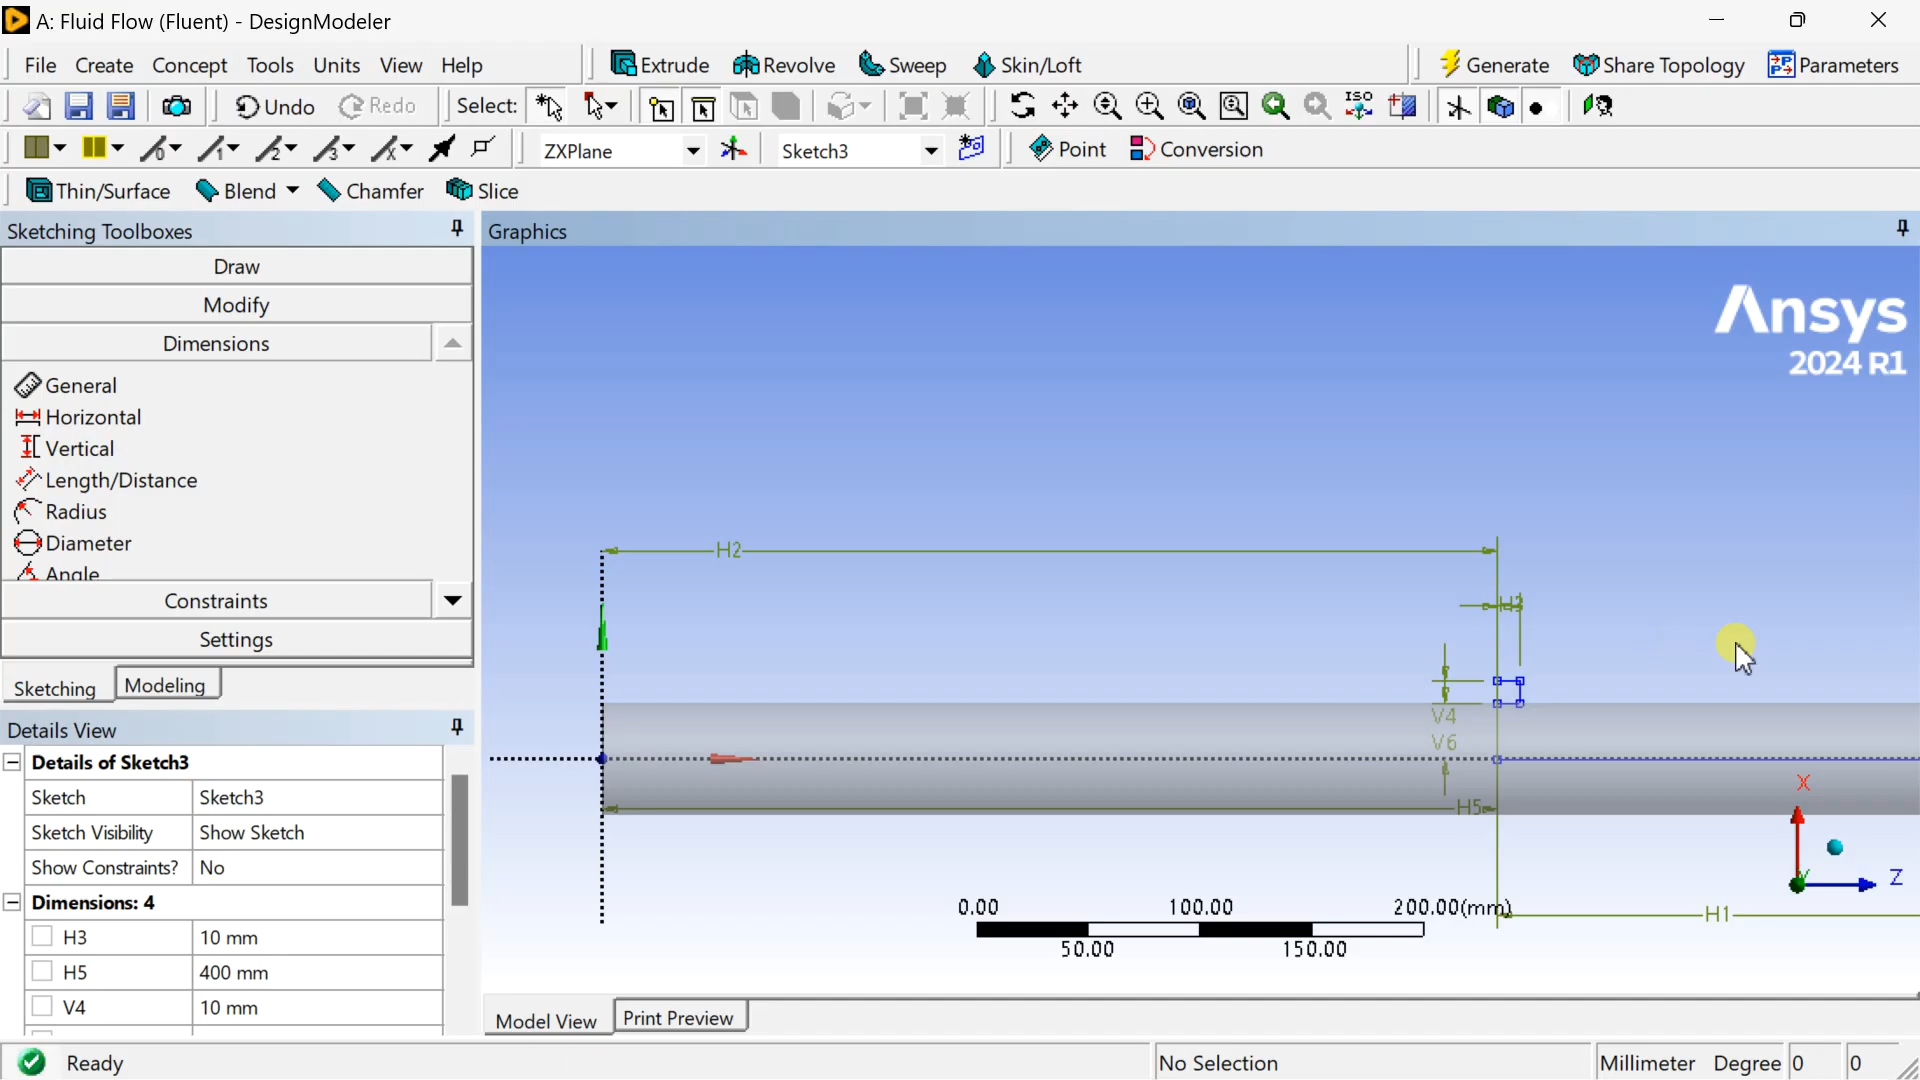 A: Fluid Flow (Fluent) - DesignModeler
File Create Concept Tools Units View Help
Extrude Revolve Sweep Skin/Loft
Generate Share Topology Parameters
Undo Redo Select:
ISO
ZXPlane
Sketch3
Point Conversion
Thin/Surface Blend Chamfer Slice
Sketching Toolboxes
Draw
Modify
Dimensions
General
Horizontal
Vertical
Length/Distance
Radius
Diameter
Angle
Constraints
Settings
Sketching Modeling
Details View
Details of Sketch3
Sketch Sketch3
Sketch Visibility Show Sketch
Show Constraints? No
Dimensions: 4
H3 10 mm
H5 400 mm
V4 10 mm
Graphics
Ansys
2024 R1
H2
H3
V4
V6
H5
X
Y
Z
H1
0.00 100.00 200.00(mm)
50.00 150.00
Model View Print Preview
Ready
No Selection
Millimeter Degree 0 0